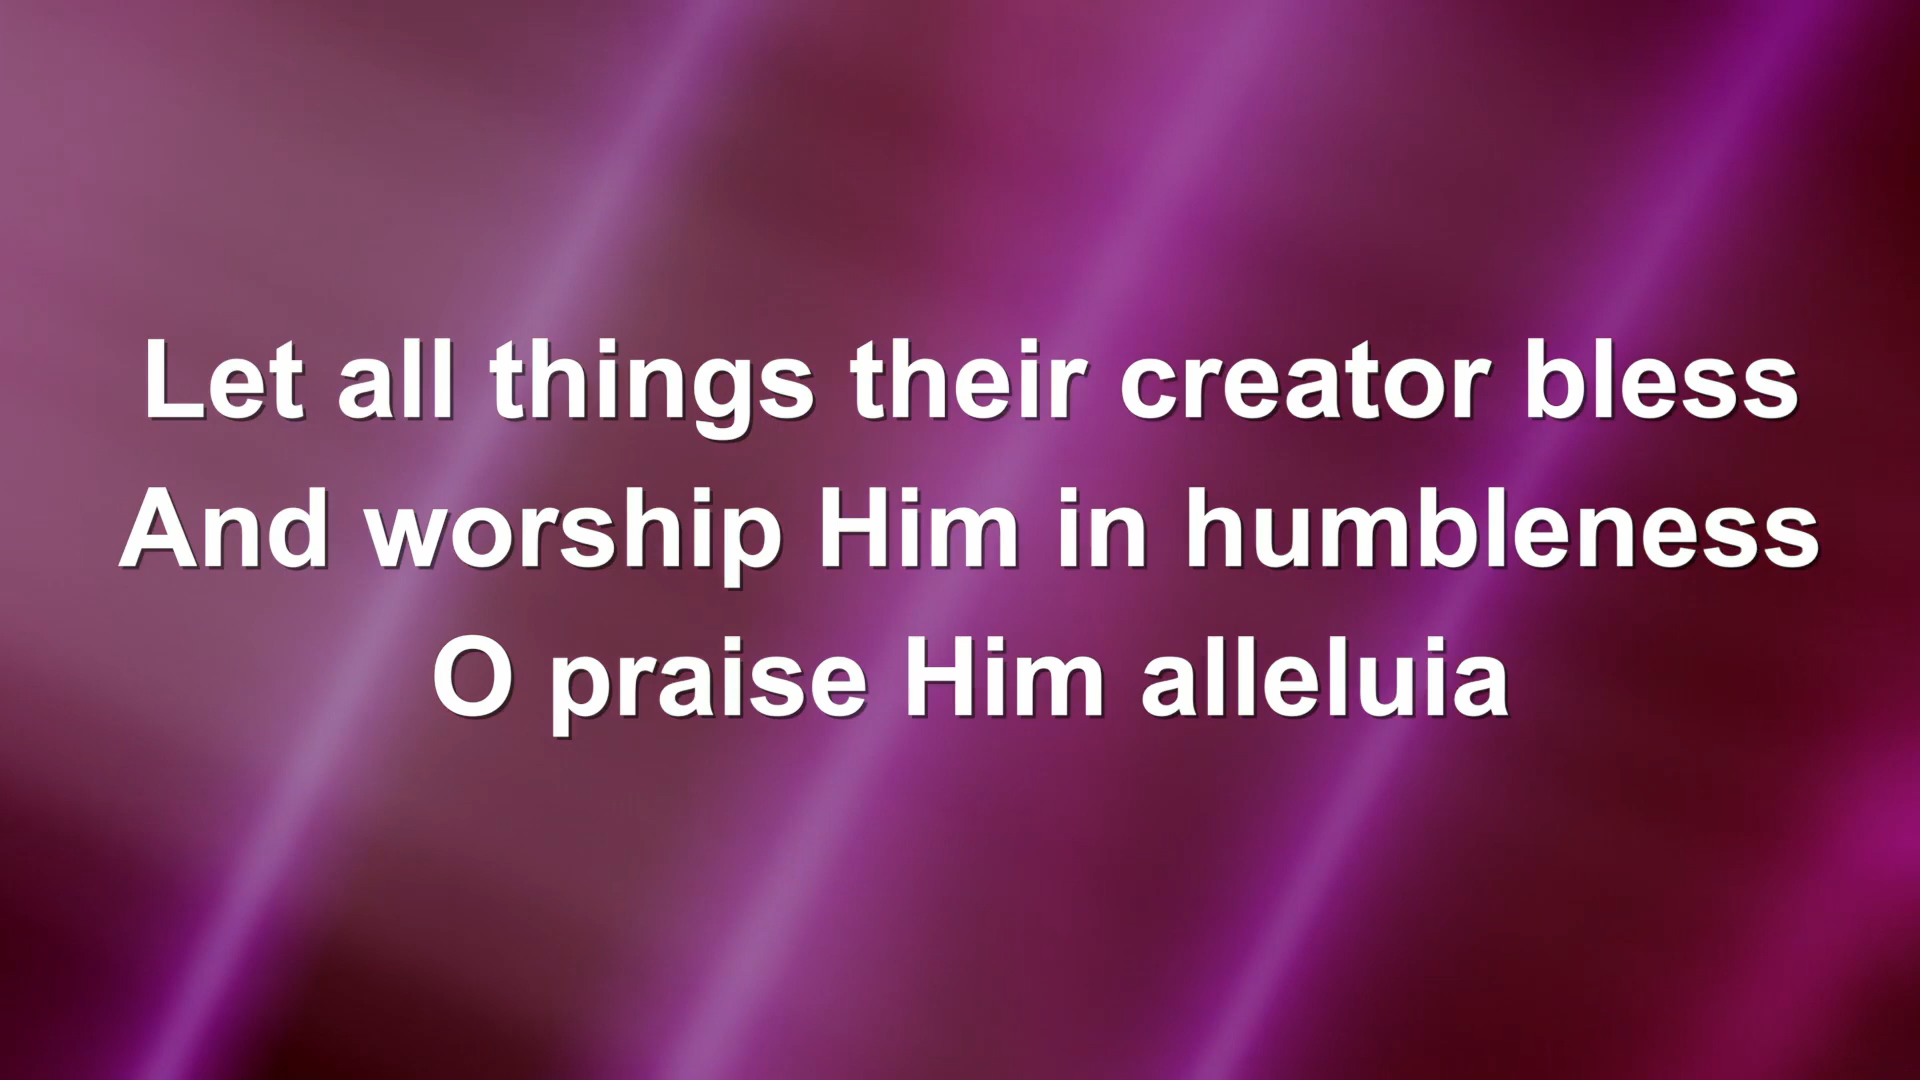 Let all things their creator bless
And worship Him in humbleness
O praise Him alleluia